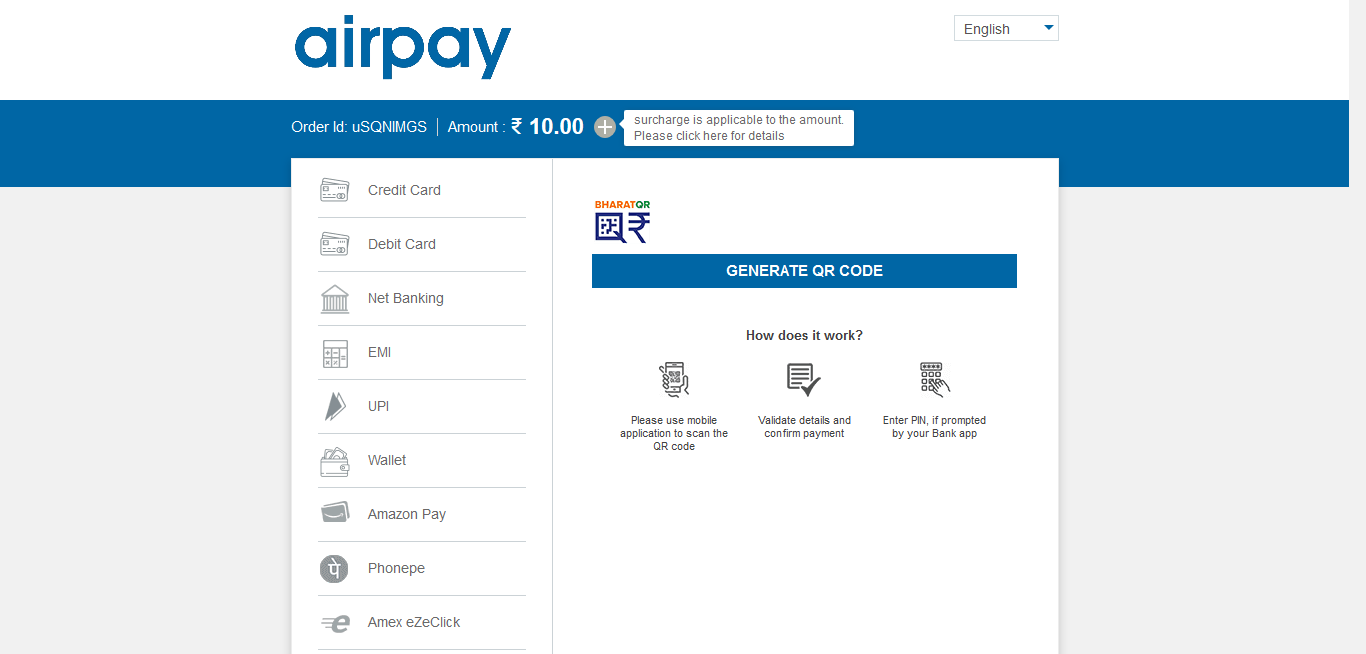 airpay
English
Order Id: uSQNIMGS
Amount : ₹ 10.00
surcharge is applicable to the amount.
Please click here for details
Credit Card
Debit Card
Net Banking
EMI
UPI
Wallet
Amazon Pay
पे
Phonepe
e
Amex eZeClick
BHARATQR
₹
GENERATE QR CODE
How does it work?
Please use mobile
application to scan the
QR code
Validate details and
confirm payment
Enter PIN, if prompted
by your Bank app